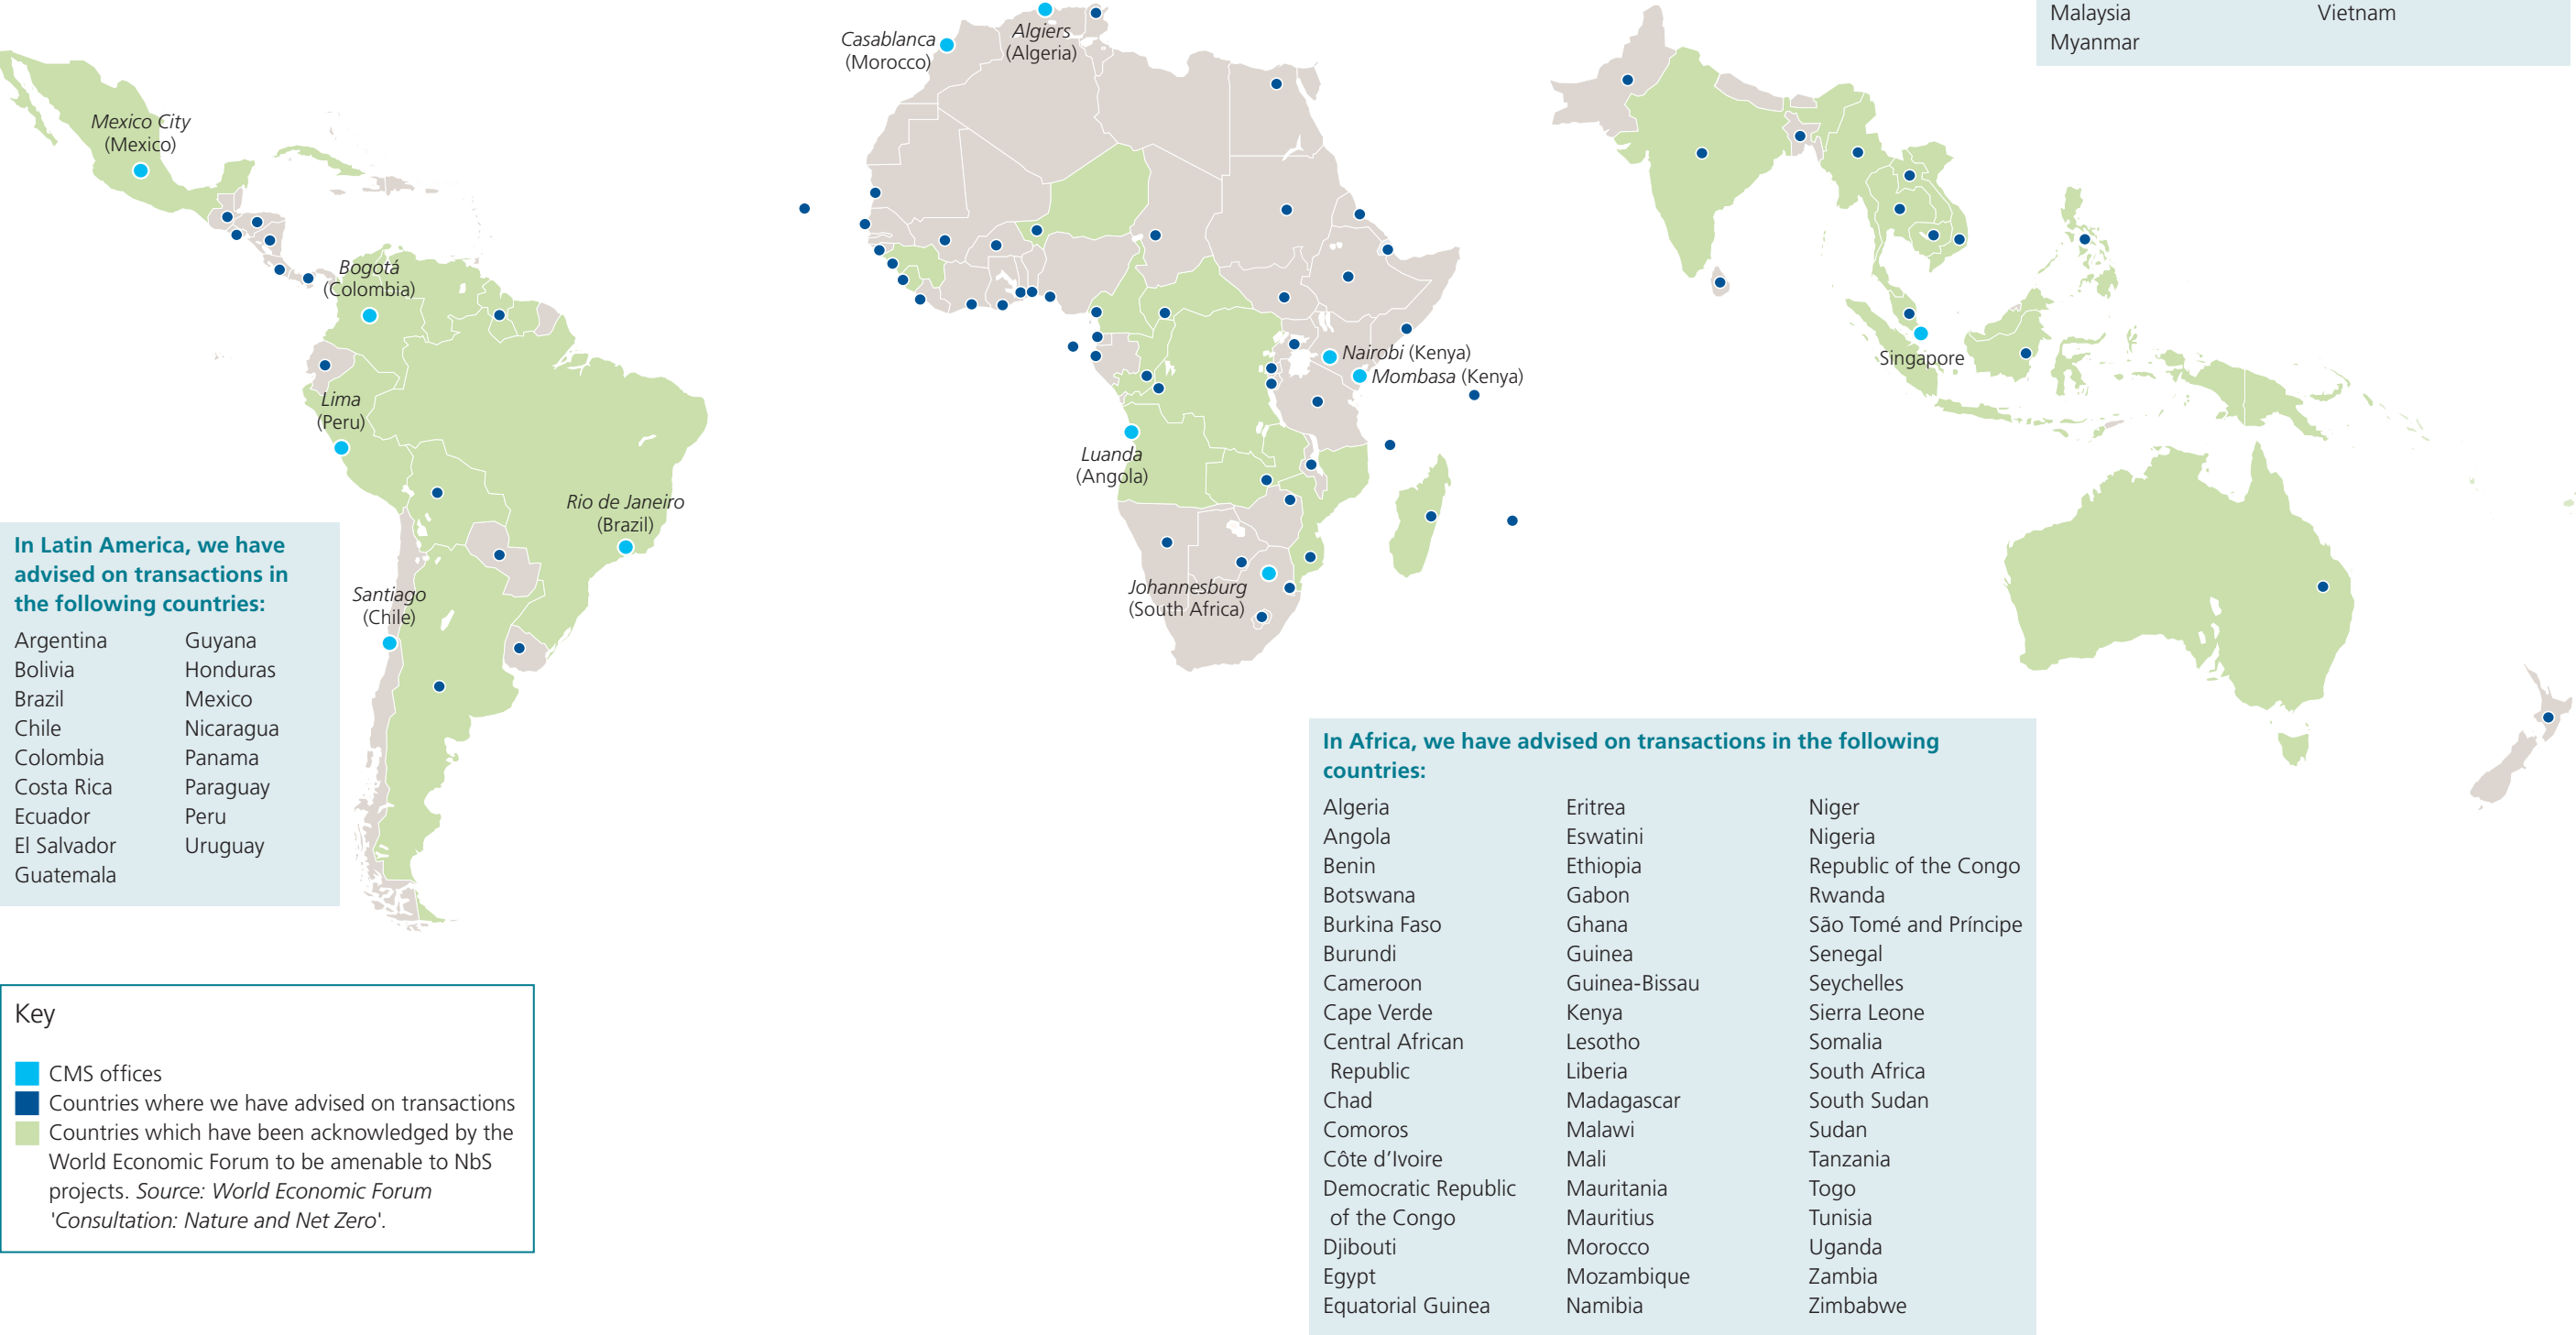 Malaysia
Myanmar
Vietnam
Casablanca
(Morocco)
Algiers
(Algeria)
Mexico City
(Mexico)
Bogotá
(Colombia)
Lima
(Peru)
Rio de Janeiro
(Brazil)
Santiago
(Chile)
Nairobi (Kenya)
Mombasa (Kenya)
Luanda
(Angola)
Johannesburg
(South Africa)
Singapore
In Latin America, we have
advised on transactions in
the following countries:
Argentina
Bolivia
Brazil
Chile
Colombia
Costa Rica
Ecuador
El Salvador
Guatemala
Guyana
Honduras
Mexico
Nicaragua
Panama
Paraguay
Peru
Uruguay
In Africa, we have advised on transactions in the following
countries:
Algeria
Angola
Benin
Botswana
Burkina Faso
Burundi
Cameroon
Cape Verde
Central African
Republic
Chad
Comoros
Côte d’Ivoire
Democratic Republic
of the Congo
Djibouti
Egypt
Equatorial Guinea
Eritrea
Eswatini
Ethiopia
Gabon
Ghana
Guinea
Guinea-Bissau
Kenya
Lesotho
Liberia
Madagascar
Malawi
Mali
Mauritania
Mauritius
Morocco
Mozambique
Namibia
Niger
Nigeria
Republic of the Congo
Rwanda
São Tomé and Príncipe
Senegal
Seychelles
Sierra Leone
Somalia
South Africa
South Sudan
Sudan
Tanzania
Togo
Tunisia
Uganda
Zambia
Zimbabwe
Key
CMS offices
Countries where we have advised on transactions
Countries which have been acknowledged by the
World Economic Forum to be amenable to NbS
projects. Source: World Economic Forum
'Consultation: Nature and Net Zero'.